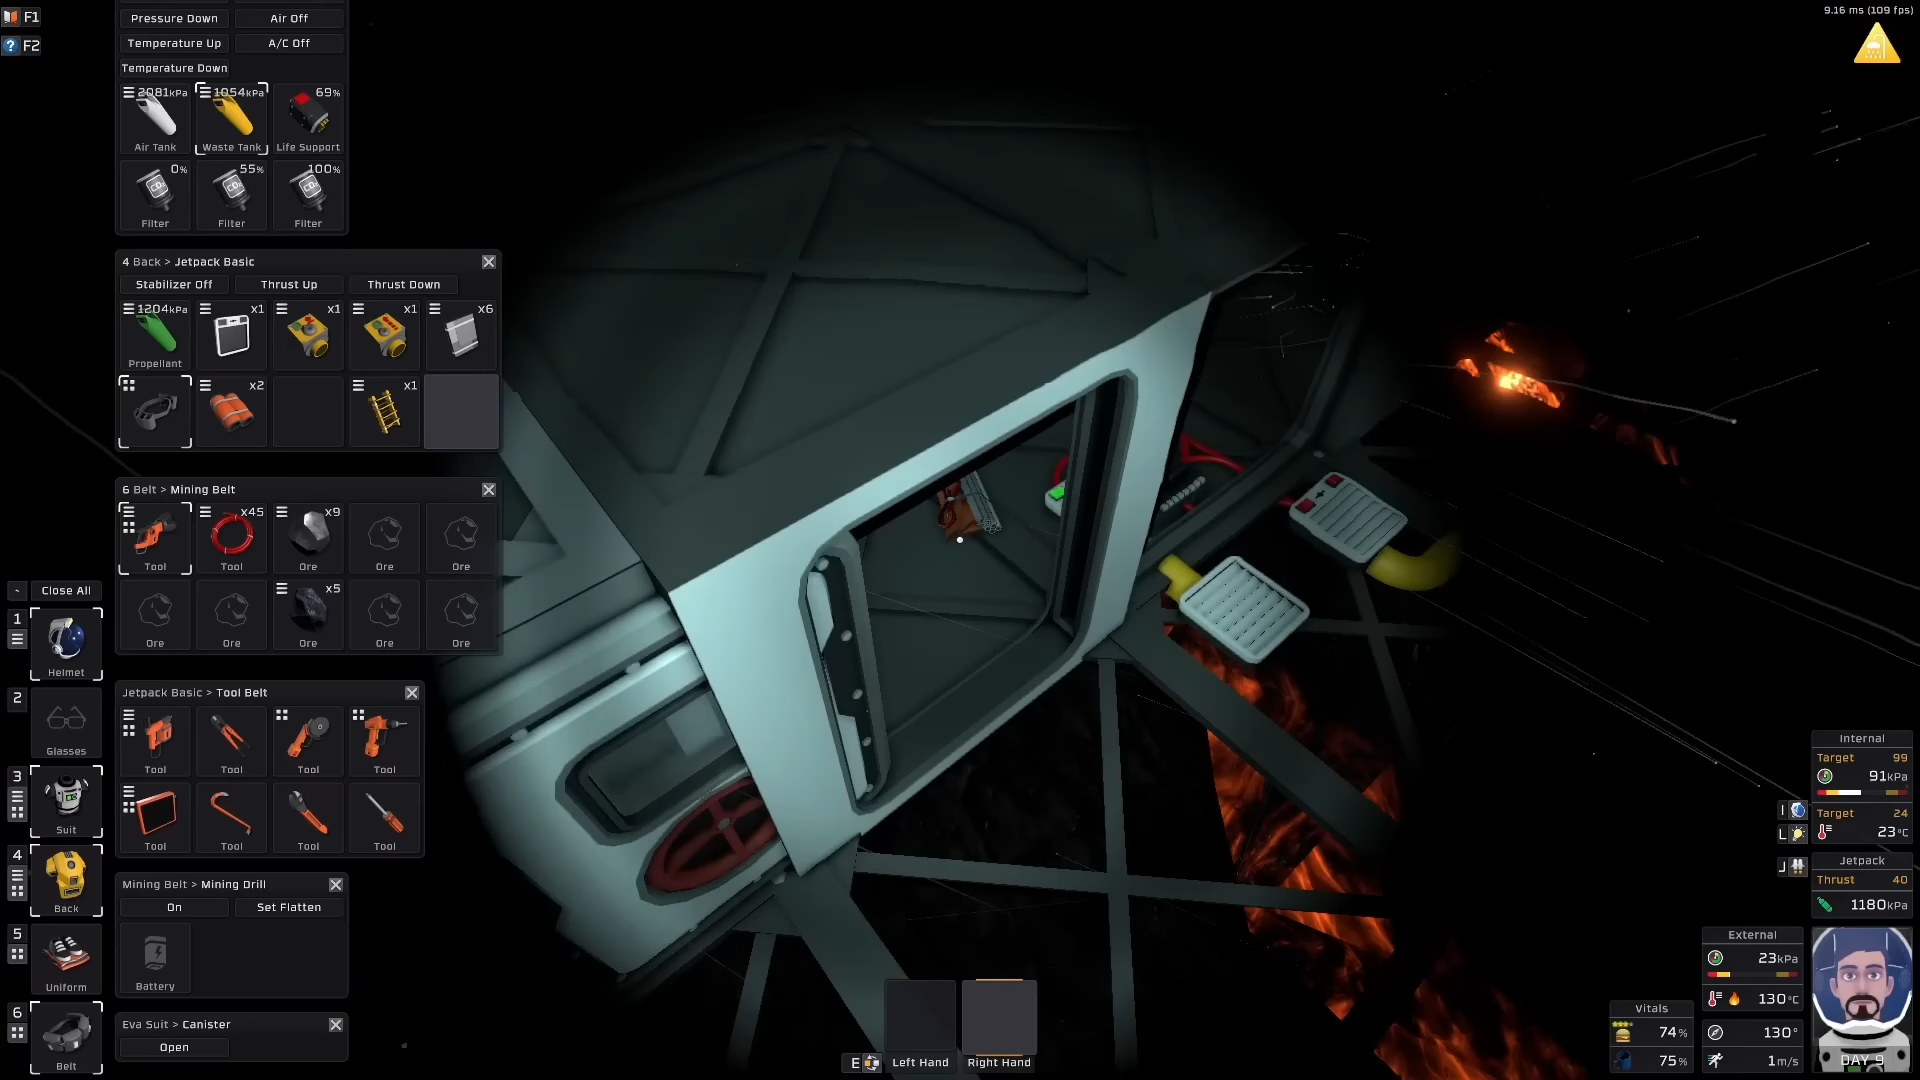 F1
9.16 ms (109 fps)
F2
Pressure Down
Air Off
Temperature Up
A/C Off
Temperature Down
2081kPa
1054kPa
69%
Air Tank
Waste Tank
Life Support
0%
55%
100%
Filter
Filter
Filter
4 Back > Jetpack Basic
Stabilizer Off
Thrust Up
Thrust Down
1204kPa
x1
x1
x1
x6
Propellant
x2
x1
6 Belt > Mining Belt
x45
x9
Tool
Tool
Ore
Ore
Ore
x5
Ore
Ore
Ore
Ore
Ore
Jetpack Basic > Tool Belt
Tool
Tool
Tool
Tool
Tool
Tool
Tool
Tool
Mining Belt > Mining Drill
On
Set Flatten
Battery
Eva Suit > Canister
Open
~
Close All
1
Helmet
2
Glasses
3
Suit
4
Back
5
Uniform
6
Belt
E
Left Hand
Right Hand
Internal
Target 99
91kPa
Target 24
23°C
I
L
J
Jetpack
Thrust 40
1180kPa
External
23kPa
130°C
130°
1m/s
Vitals
74%
75%
DAY 9